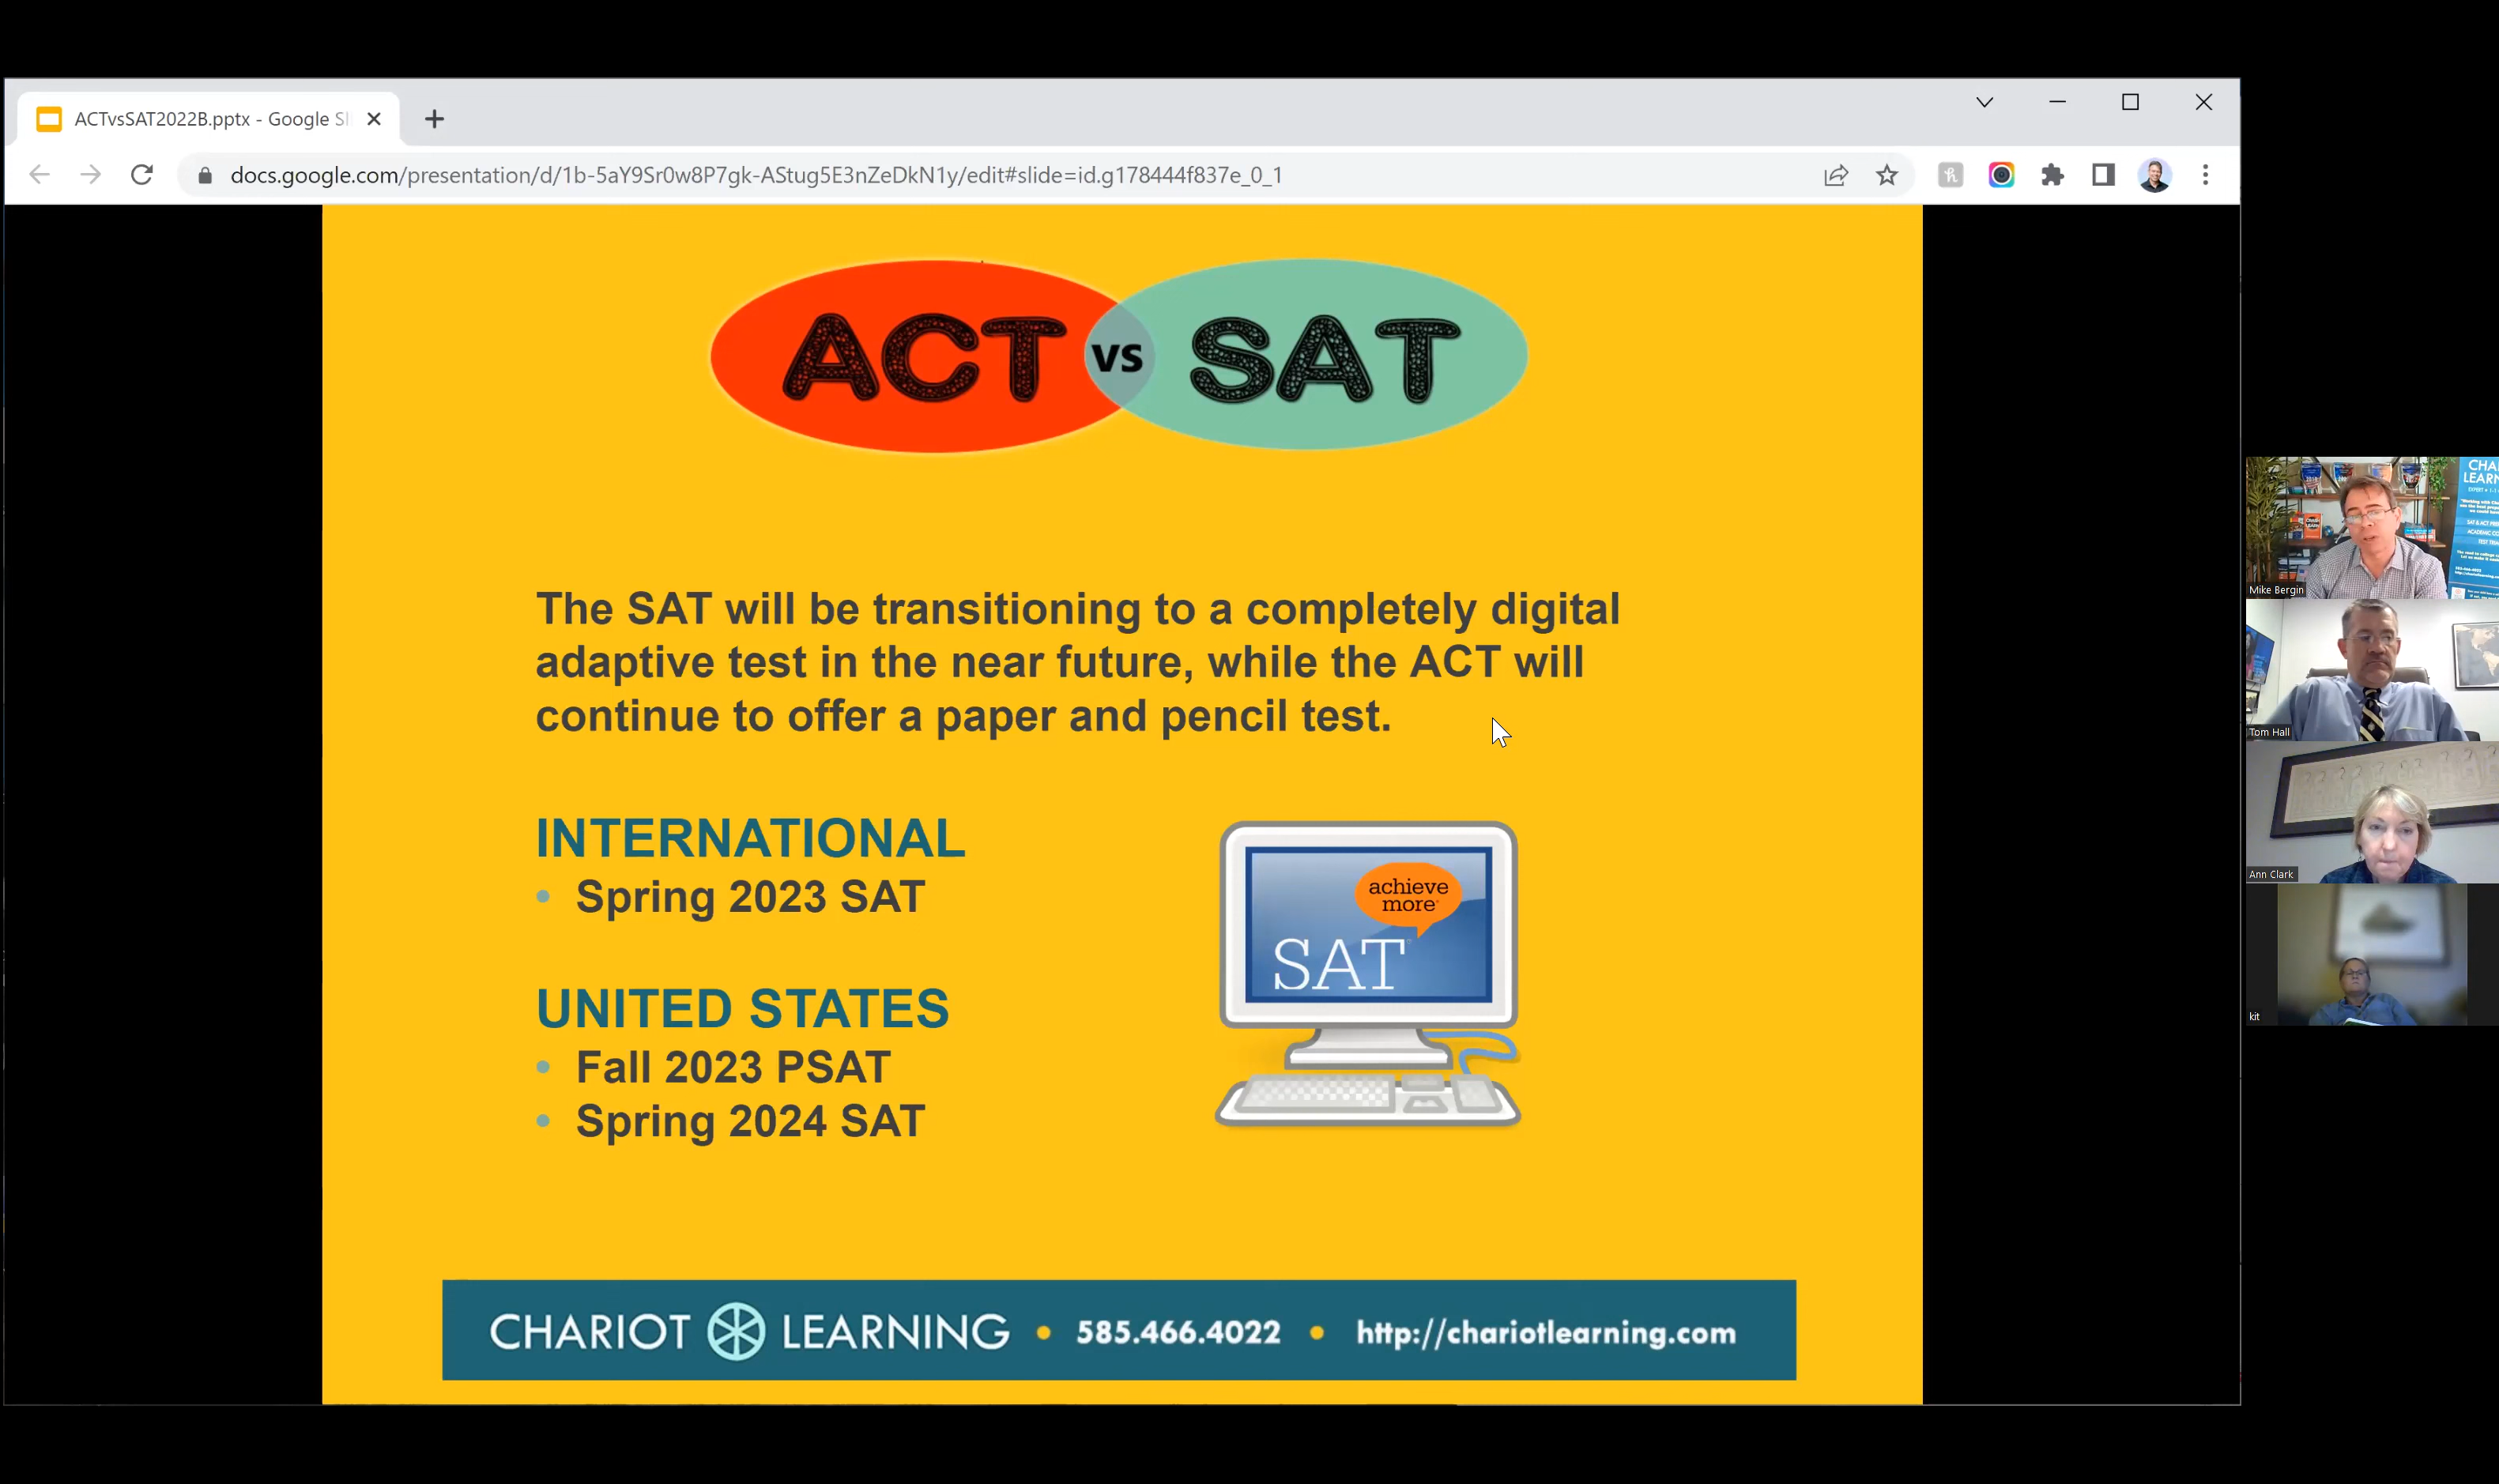 ACTvsSAT2022B.pptx - Google Sl
docs.google.com/presentation/d/1b-5aY9Sr0w8P7gk-AStug5E3nZeDkN1y/edit#slide=id.g178444f837e_0_1
ACT vs SAT
The SAT will be transitioning to a completely digital
adaptive test in the near future, while the ACT will
continue to offer a paper and pencil test.
INTERNATIONAL
• Spring 2023 SAT
UNITED STATES
• Fall 2023 PSAT
• Spring 2024 SAT
achieve
more
SAT
CHARIOT LEARNING • 585.466.4022 • http://chariotlearning.com
CHA
LEARN
Mike Bergin
Tom Hall
Ann Clark
kit